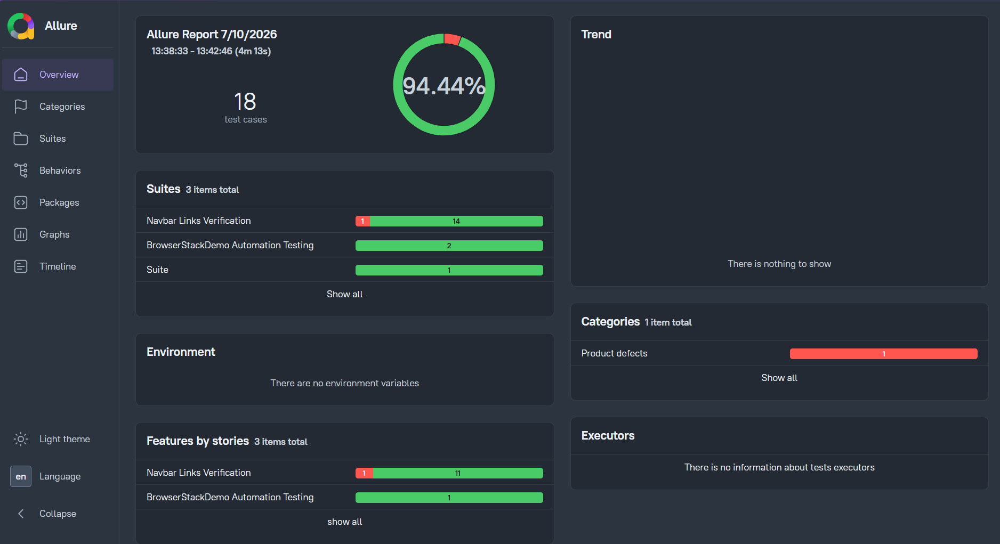 Allure
Overview
Categories
Suites
Behaviors
Packages
Graphs
Timeline
Light theme
en Language
Collapse
Allure Report 7/10/2026
13:38:33 - 13:42:46 (4m 13s)
18
test cases
94.44%
Suites 3 items total
Navbar Links Verification 1 14
BrowserStackDemo Automation Testing 2
Suite 1
Show all
Environment
There are no environment variables
Features by stories 3 items total
Navbar Links Verification 1 11
BrowserStackDemo Automation Testing 1
show all
Trend
There is nothing to show
Categories 1 item total
Product defects 1
Show all
Executors
There is no information about tests executors